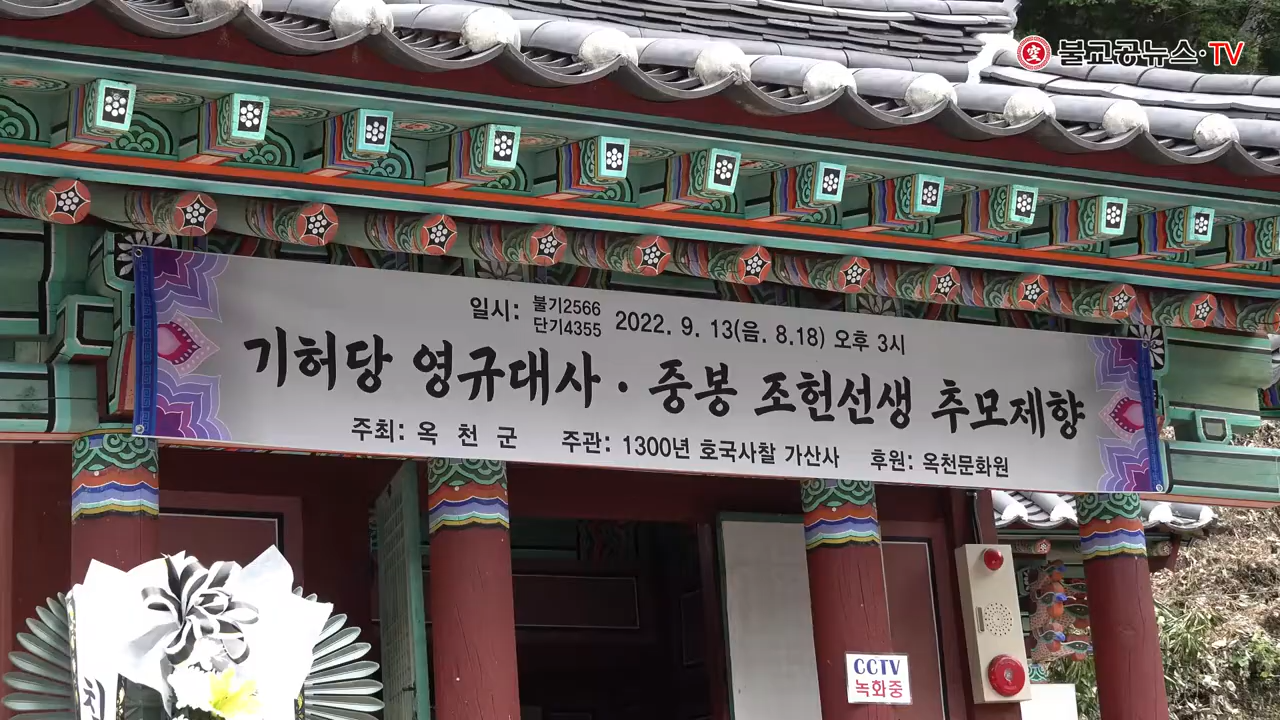 空 불교공뉴스·TV
일시: 불기2566 단기4355 2022. 9. 13(음. 8.18) 오후 3시
기허당 영규대사 · 중봉 조헌선생 추모제향
주최: 옥 천 군 주관: 1300년 호국사찰 가산사 후원: 옥천문화원
CCTV
녹화중